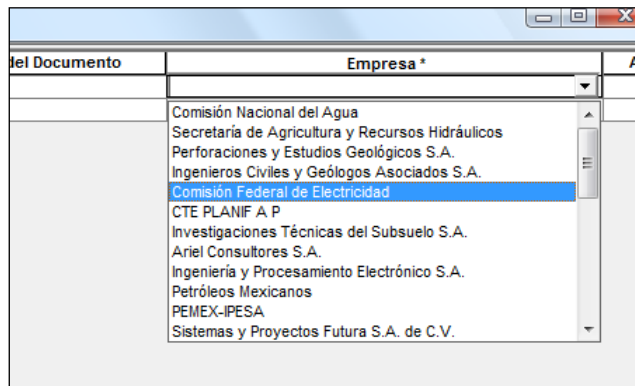 del Documento
Empresa *
Comisión Nacional del Agua
Secretaría de Agricultura y Recursos Hidráulicos
Perforaciones y Estudios Geológicos S.A.
Ingenieros Civiles y Geólogos Asociados S.A.
Comisión Federal de Electricidad
CTE PLANIF A P
Investigaciones Técnicas del Subsuelo S.A.
Ariel Consultores S.A.
Ingeniería y Procesamiento Electrónico S.A.
Petróleos Mexicanos
PEMEX-IPESA
Sistemas y Proyectos Futura S.A. de C.V.